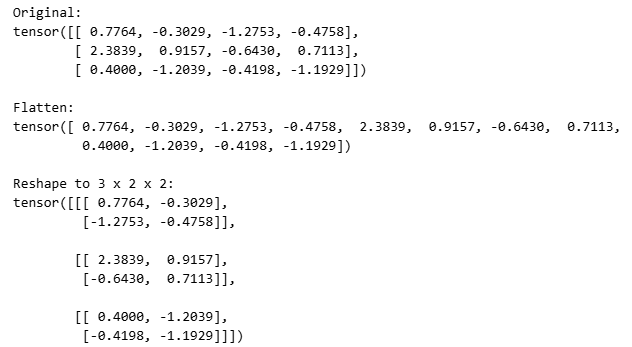 Original:
tensor([[ 0.7764, -0.3029, -1.2753, -0.4758],
        [ 2.3839,  0.9157, -0.6430,  0.7113],
        [ 0.4000, -1.2039, -0.4198, -1.1929]])

Flatten:
tensor([ 0.7764, -0.3029, -1.2753, -0.4758,  2.3839,  0.9157, -0.6430,  0.7113,
         0.4000, -1.2039, -0.4198, -1.1929])

Reshape to 3 x 2 x 2:
tensor([[[ 0.7764, -0.3029],
         [-1.2753, -0.4758]],

        [[ 2.3839,  0.9157],
         [-0.6430,  0.7113]],

        [[ 0.4000, -1.2039],
         [-0.4198, -1.1929]]])